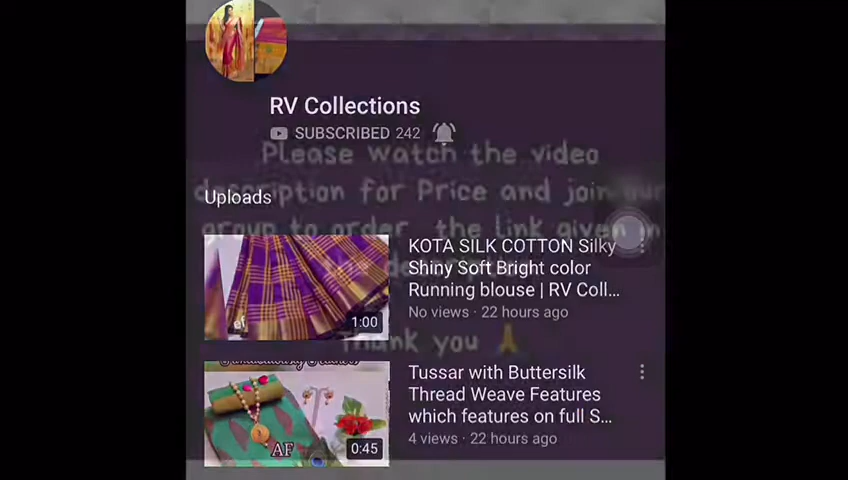 RV Collections
SUBSCRIBED 242
Please watch the video
description for Price and join our
Uploads
group to order the link given in
the description
KOTA SILK COTTON Silky
Shiny Soft Bright color
Running blouse | RV Coll...
1:00
No views · 22 hours ago
Thank you 🙏
Tussar with Buttersilk
Thread Weave Features
which features on full S...
AF
0:45
4 views · 22 hours ago